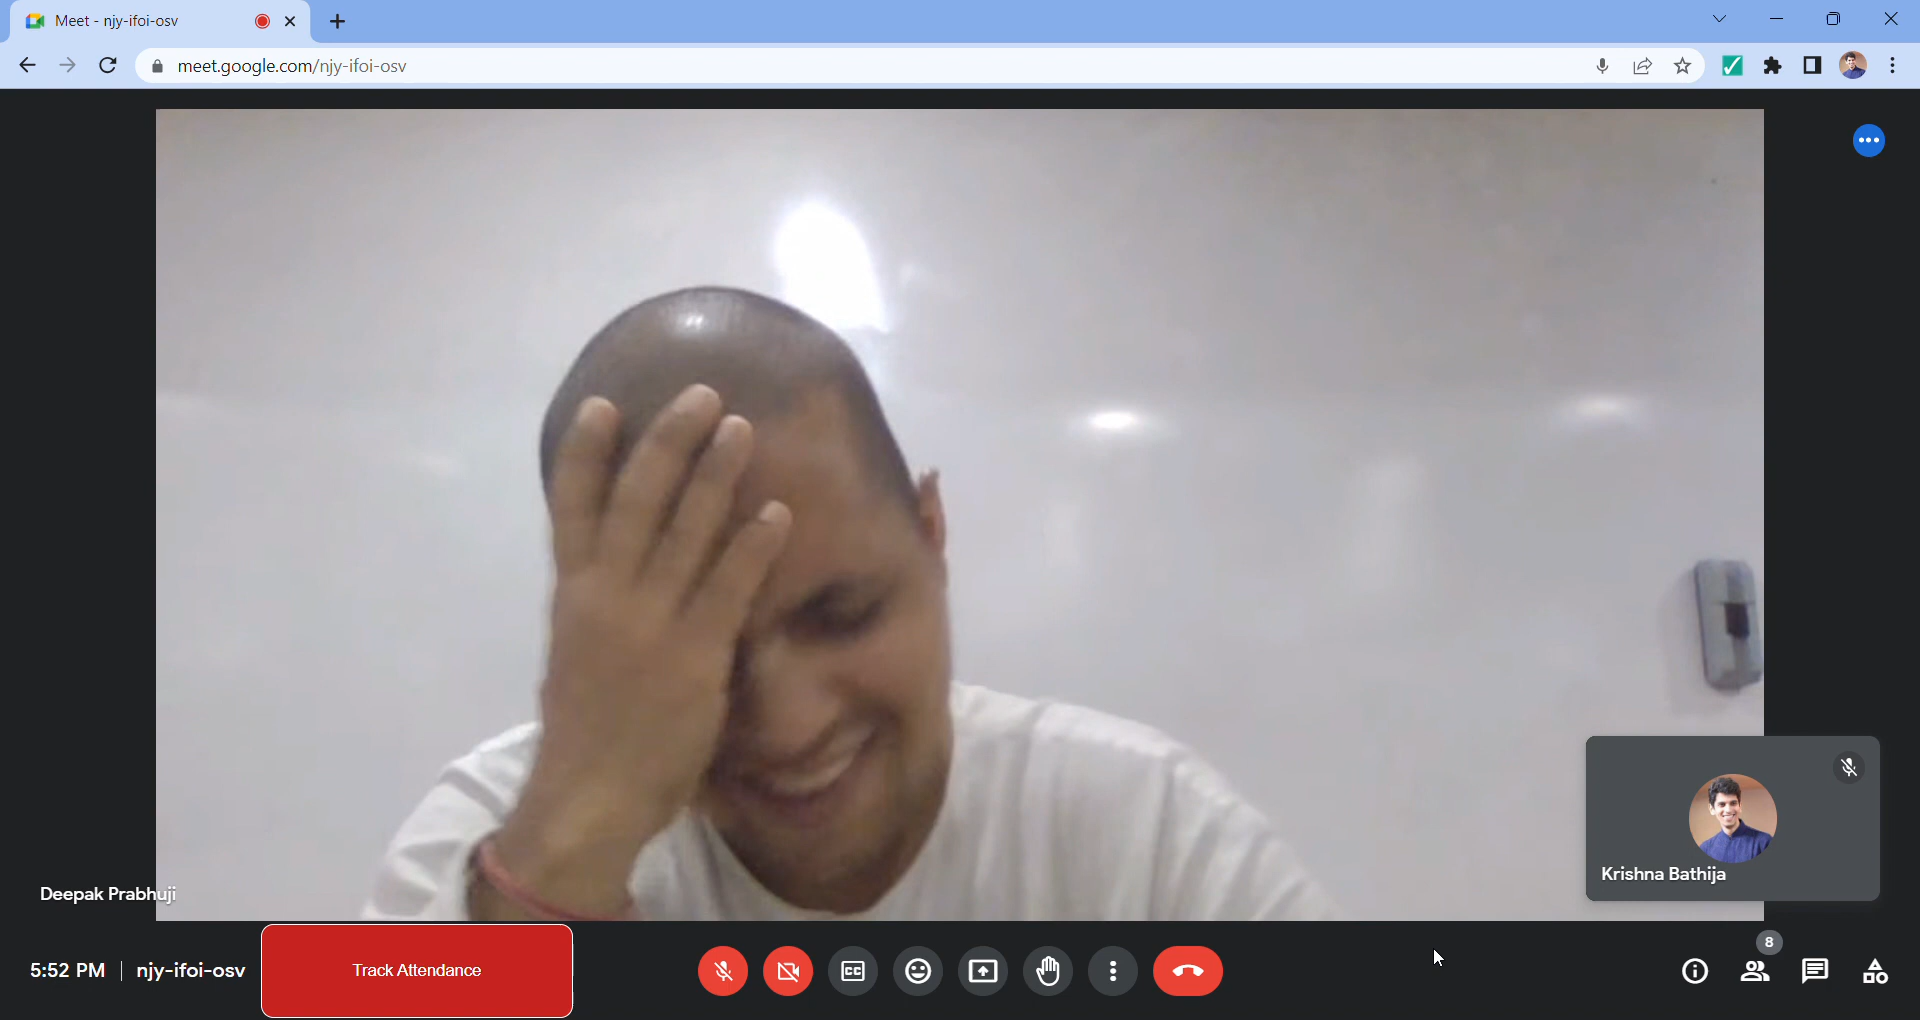 Meet - njy-ifoi-osv
meet.google.com/njy-ifoi-osv
Krishna Bathija
Deepak Prabhuji
8
5:52 PM | njy-ifoi-osv
Track Attendance
CC